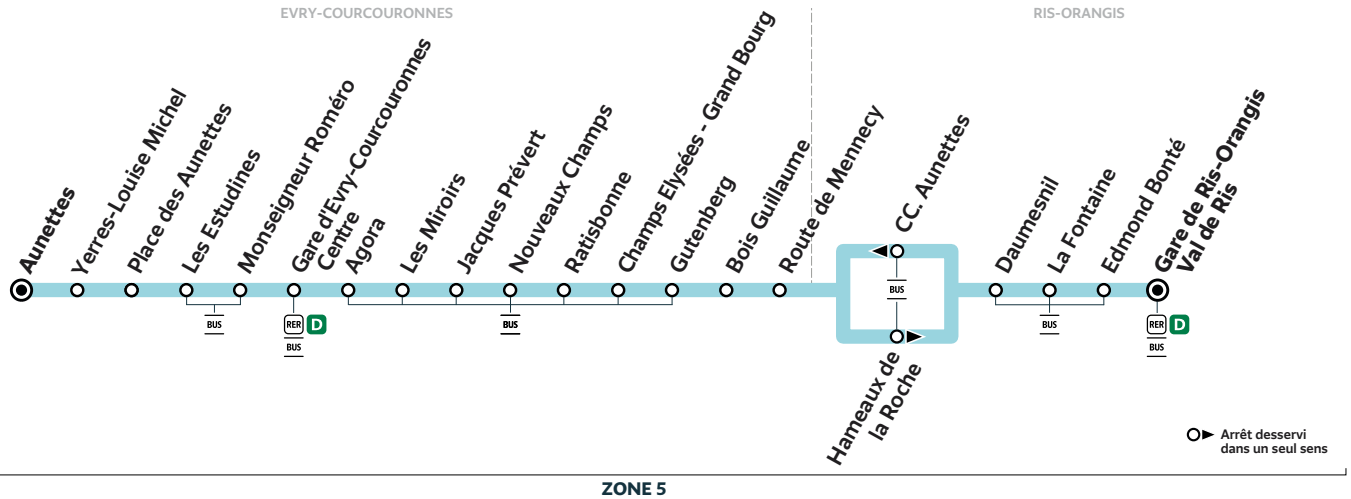 EVRY-COURCOURONNES
RIS-ORANGIS
Aunettes
Yerres-Louise Michel
Place des Aunettes
Les Estudines
Monseigneur Roméro
Gare d'Evry-Courcouronnes
Centre
Agora
Les Miroirs
Jacques Prévert
Nouveaux Champs
Ratisbonne
Champs Elysées - Grand Bourg
Gutenberg
Bois Guillaume
Route de Mennecy
CC. Aunettes
Hameaux de
la Roche
Daumesnil
La Fontaine
Edmond Bonté
Gare de Ris-Orangis
Val de Ris
BUS
RER D
BUS
BUS
BUS
BUS
RER D
BUS
Arrêt desservi
dans un seul sens
ZONE 5